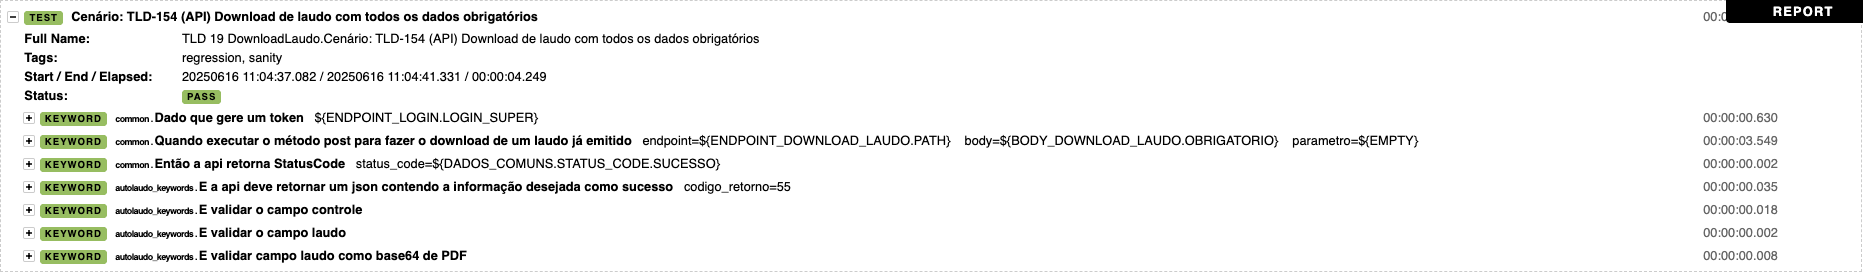 TEST Cenário: TLD-154 (API) Download de laudo com todos os dados obrigatórios 00:0
REPORT
Full Name: TLD 19 DownloadLaudo.Cenário: TLD-154 (API) Download de laudo com todos os dados obrigatórios
Tags: regression, sanity
Start / End / Elapsed: 20250616 11:04:37.082 / 20250616 11:04:41.331 / 00:00:04.249
Status: PASS
KEYWORD common.Dado que gere um token ${ENDPOINT_LOGIN.LOGIN_SUPER} 00:00:00.630
KEYWORD common.Quando executar o método post para fazer o download de um laudo já emitido endpoint=${ENDPOINT_DOWNLOAD_LAUDO.PATH} body=${BODY_DOWNLOAD_LAUDO.OBRIGATORIO} parametro=${EMPTY} 00:00:03.549
KEYWORD common.Então a api retorna StatusCode status_code=${DADOS_COMUNS.STATUS_CODE.SUCESSO} 00:00:00.002
KEYWORD autolaudo_keywords.E a api deve retornar um json contendo a informação desejada como sucesso codigo_retorno=55 00:00:00.035
KEYWORD autolaudo_keywords.E validar o campo controle 00:00:00.018
KEYWORD autolaudo_keywords.E validar o campo laudo 00:00:00.002
KEYWORD autolaudo_keywords.E validar campo laudo como base64 de PDF 00:00:00.008